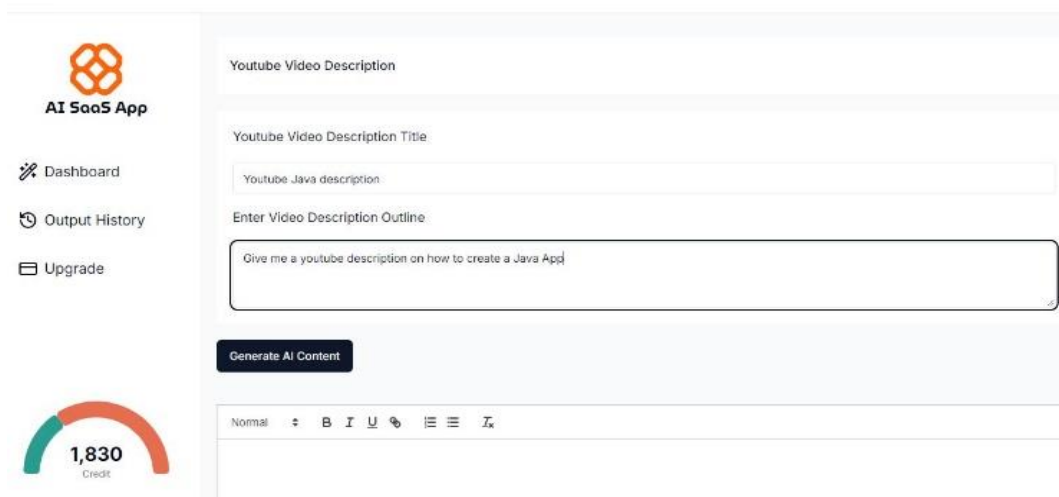 AI SaaS App
Dashboard
Output History
Upgrade
1,830
Credit
Youtube Video Description
Youtube Video Description Title
Youtube Java description
Enter Video Description Outline
Give me a youtube description on how to create a Java App
Generate AI Content
Normal B I U